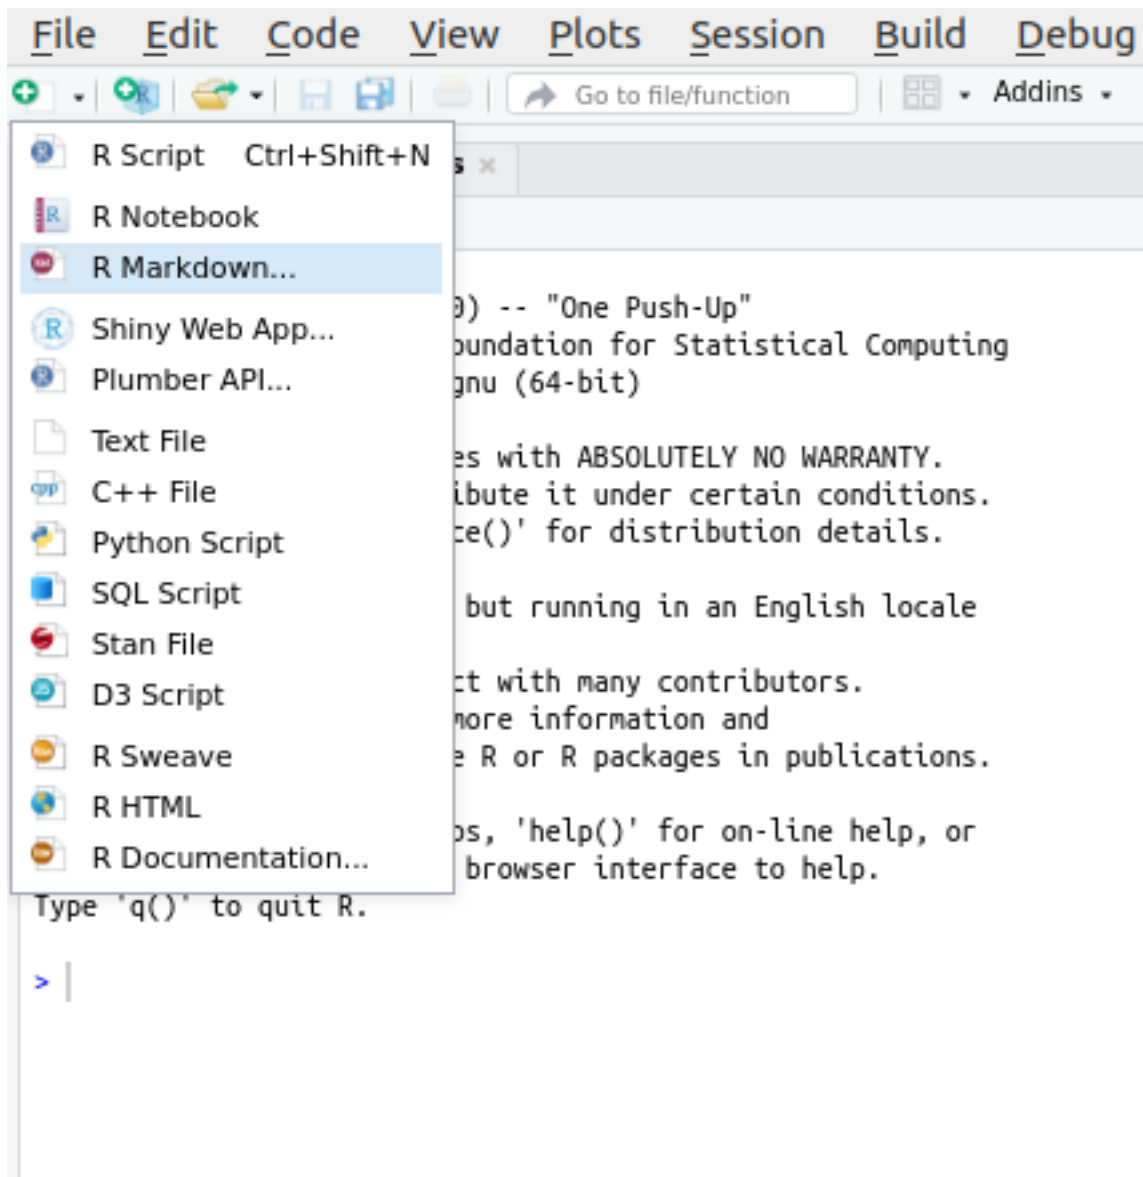 File Edit Code View Plots Session Build Debug
Go to file/function Addins
R Script Ctrl+Shift+N
R Notebook
R Markdown...
Shiny Web App...
Plumber API...
Text File
C++ File
Python Script
SQL Script
Stan File
D3 Script
R Sweave
R HTML
R Documentation...
0) -- "One Push-Up"
oundation for Statistical Computing
gnu (64-bit)
es with ABSOLUTELY NO WARRANTY.
ibute it under certain conditions.
ce()' for distribution details.
but running in an English locale
ct with many contributors.
more information and
e R or R packages in publications.
os, 'help()' for on-line help, or
browser interface to help.
Type 'q()' to quit R.
>